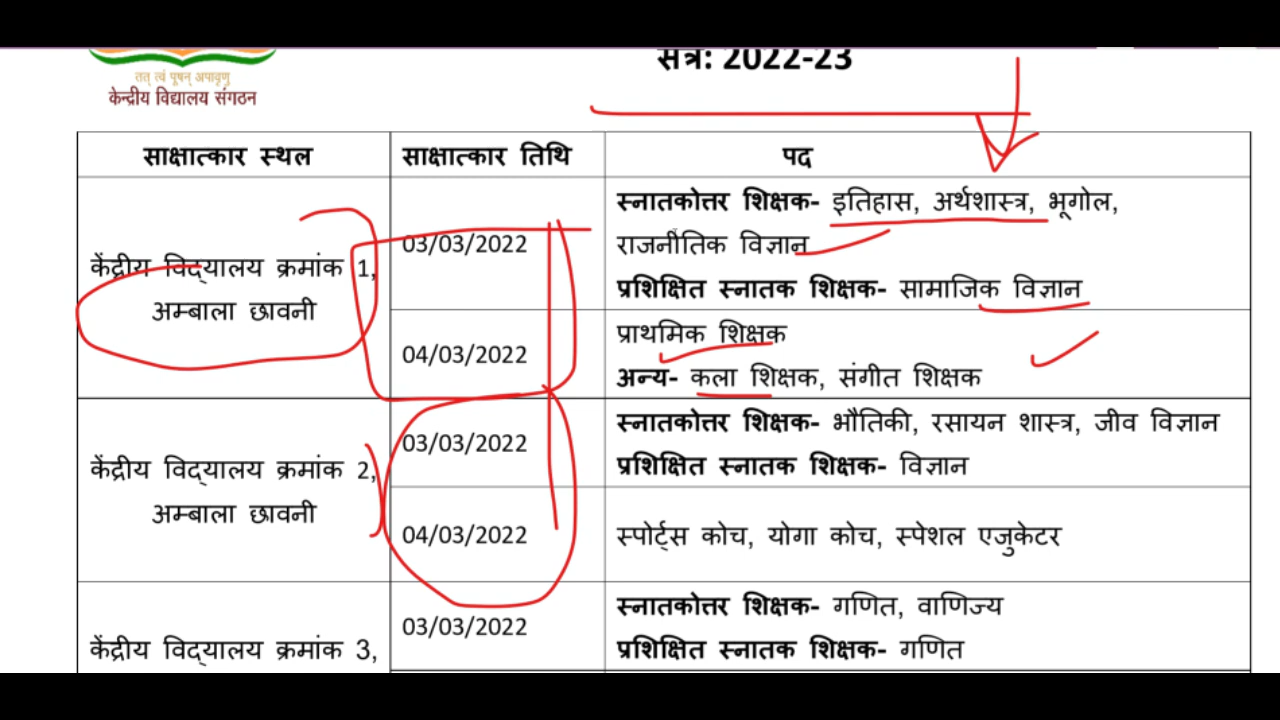 सत्र: 2022-23
तत् त्वं पूषन् अपावृणु
केन्द्रीय विद्यालय संगठन
साक्षात्कार स्थल साक्षात्कार तिथि पद
केंद्रीय विद्यालय क्रमांक 1,
अम्बाला छावनी
03/03/2022
स्नातकोत्तर शिक्षक- इतिहास, अर्थशास्त्र, भूगोल,
राजनीतिक विज्ञान
प्रशिक्षित स्नातक शिक्षक- सामाजिक विज्ञान
04/03/2022
प्राथमिक शिक्षक
अन्य- कला शिक्षक, संगीत शिक्षक
केंद्रीय विद्यालय क्रमांक 2,
अम्बाला छावनी
03/03/2022
स्नातकोत्तर शिक्षक- भौतिकी, रसायन शास्त्र, जीव विज्ञान
प्रशिक्षित स्नातक शिक्षक- विज्ञान
04/03/2022
स्पोर्ट्स कोच, योगा कोच, स्पेशल एजुकेटर
केंद्रीय विद्यालय क्रमांक 3,
03/03/2022
स्नातकोत्तर शिक्षक- गणित, वाणिज्य
प्रशिक्षित स्नातक शिक्षक- गणित